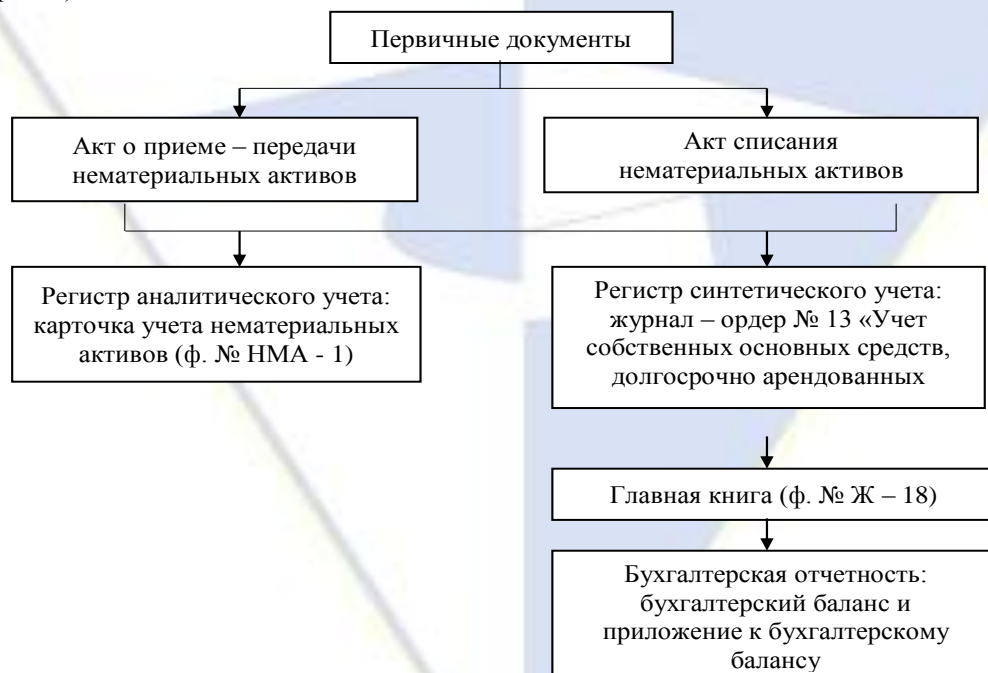 Первичные документы
Акт о приеме – передачи
нематериальных активов
Акт списания
нематериальных активов
Регистр аналитического учета:
карточка учета нематериальных
активов (ф. № НМА - 1)
Регистр синтетического учета:
журнал – ордер № 13 «Учет
собственных основных средств,
долгосрочно арендованных
Главная книга (ф. № Ж – 18)
Бухгалтерская отчетность:
бухгалтерский баланс и
приложение к бухгалтерскому
балансу